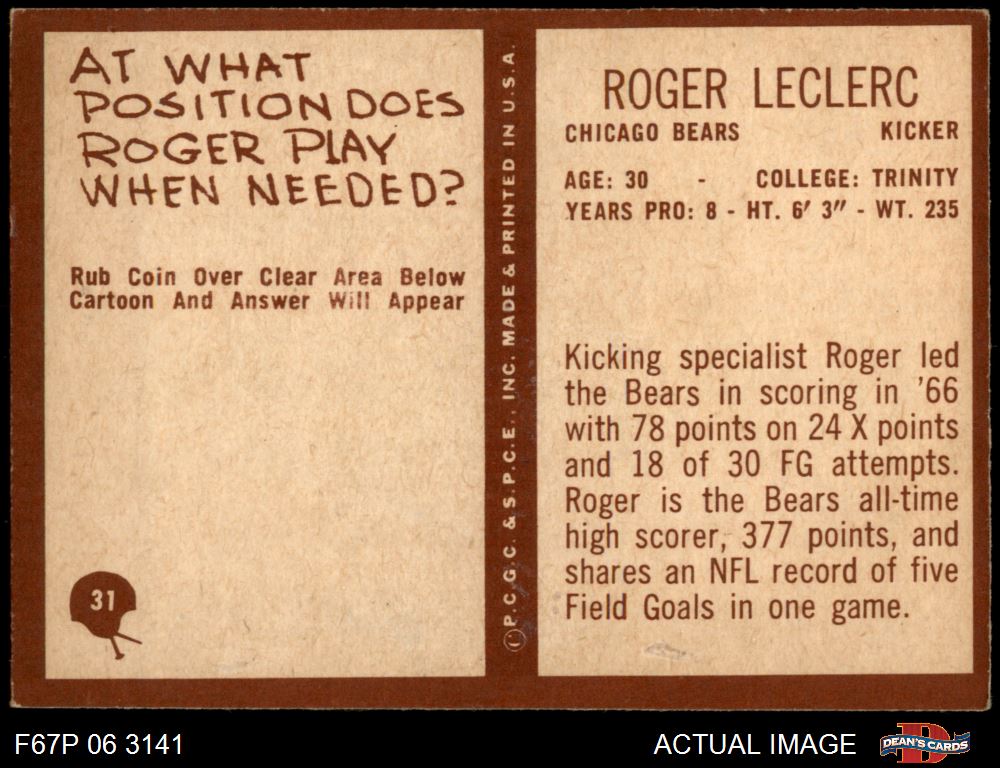 AT WHAT
POSITION DOES
ROGER PLAY
WHEN NEEDED?
Rub Coin Over Clear Area Below
Cartoon And Answer Will Appear
31
©P.C.G.C. & S.P.C.E., INC. MADE & PRINTED IN U.S.A.
ROGER LECLERC
CHICAGO BEARS KICKER
AGE: 30 - COLLEGE: TRINITY
YEARS PRO: 8 - HT. 6' 3" - WT. 235
Kicking specialist Roger led
the Bears in scoring in '66
with 78 points on 24 X points
and 18 of 30 FG attempts.
Roger is the Bears all-time
high scorer, 377 points, and
shares an NFL record of five
Field Goals in one game.
F67P 06 3141
ACTUAL IMAGE
DEAN'S CARDS